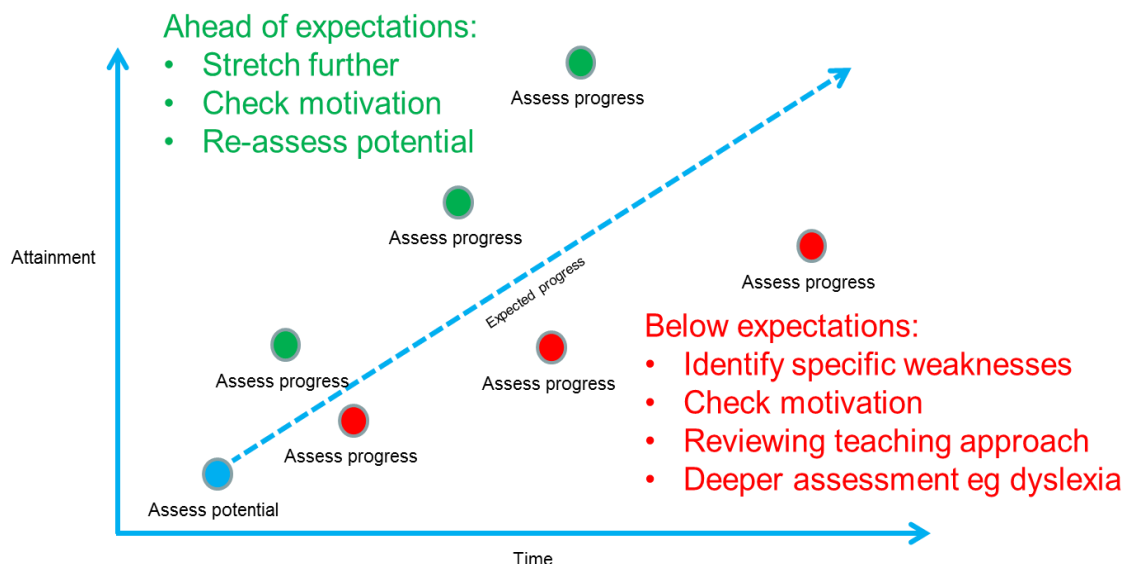 Ahead of expectations:
• Stretch further
• Check motivation
• Re-assess potential
Assess progress
Assess progress
Attainment
Expected progress
Assess progress
Below expectations:
• Identify specific weaknesses
• Check motivation
• Reviewing teaching approach
• Deeper assessment eg dyslexia
Assess progress
Assess progress
Assess progress
Assess potential
Time